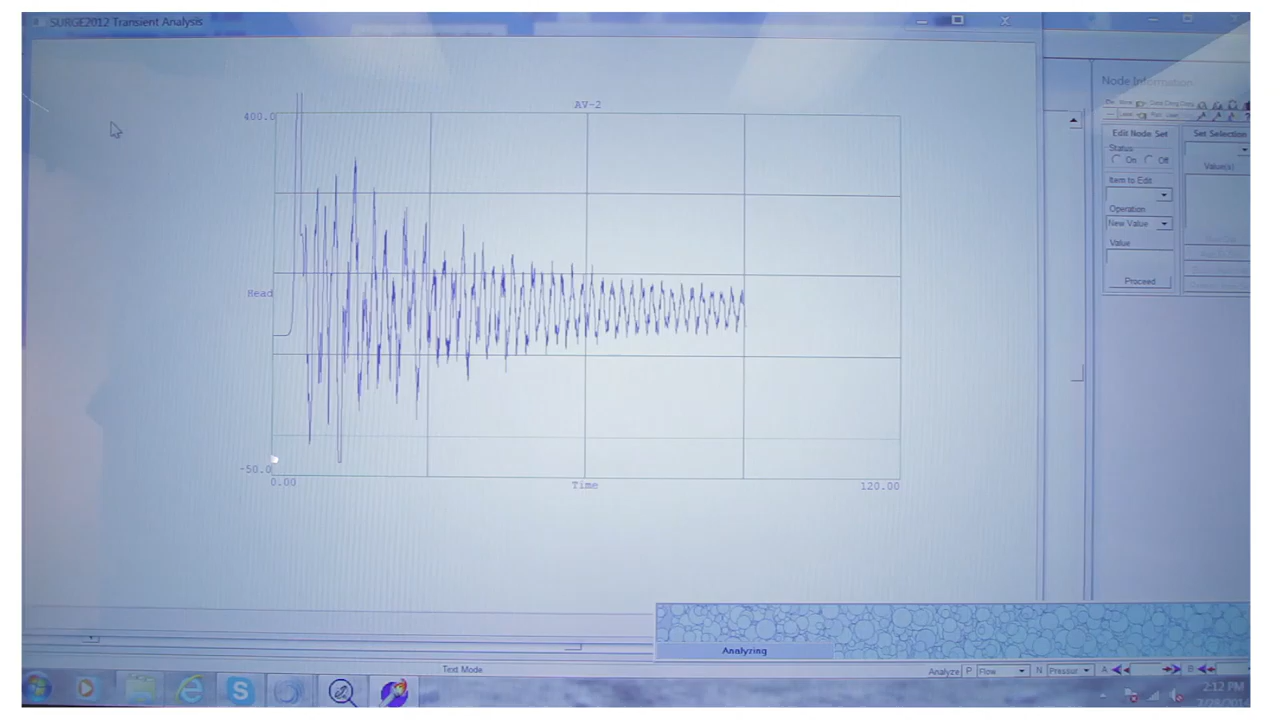 SURGE2012 Transient Analysis
AV-2
400.0
Head
-50.0
0.00
Time
120.00
Node Information
Edit Node Set
Set Selection
Status
On
Off
Value(s)
Item to Edit
Operation
New Value
Value
Proceed
Analyzing
Text Mode
Analyze P Flow N Pressur A B
2:12 PM